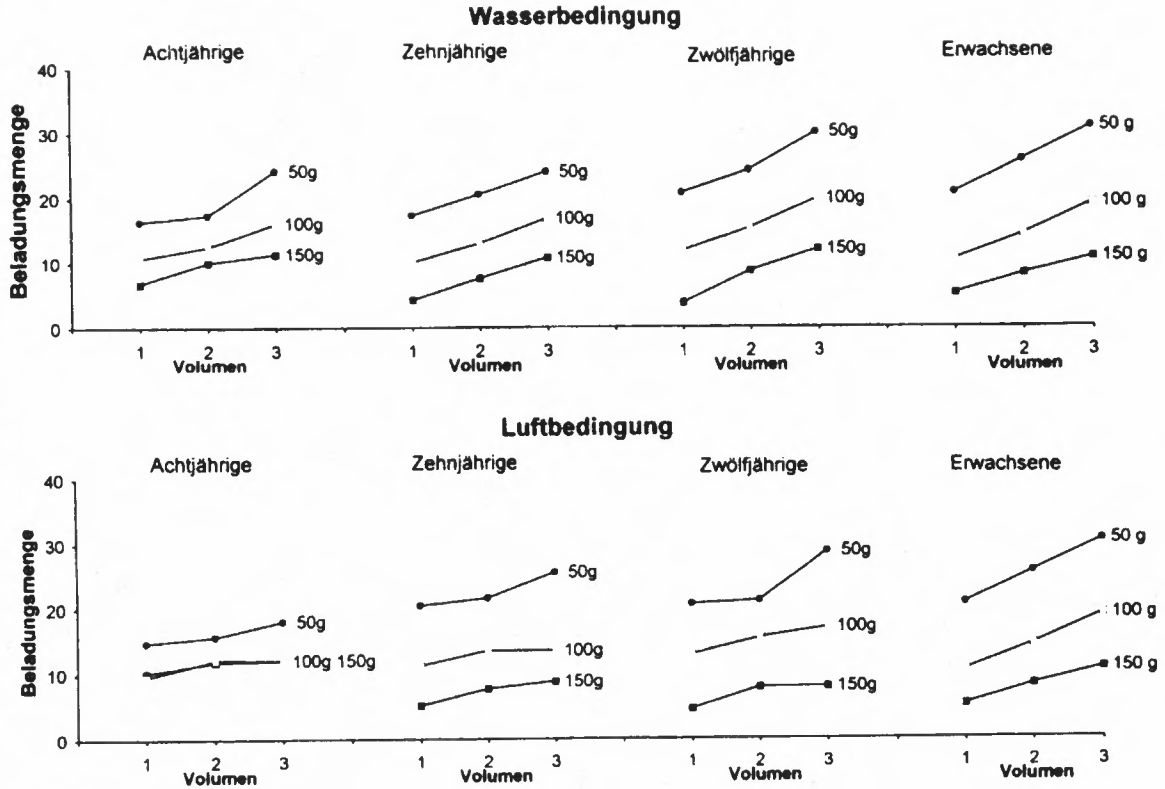 Wasserbedingung
Achtjährige Zehnjährige Zwölfjährige Erwachsene
Beladungsmenge
40
30
20
10
0
50g
100g
150g
50g
100g
150g
50g
100g
150g
50 g
100 g
150 g
1 2 3 1 2 3 1 2 3 1 2 3
Volumen Volumen Volumen Volumen
Luftbedingung
Achtjährige Zehnjährige Zwölfjährige Erwachsene
Beladungsmenge
40
30
20
10
0
50g
100g 150g
50g
100g
150g
50g
100g
150g
50 g
100 g
150 g
1 2 3 1 2 3 1 2 3 1 2 3
Volumen Volumen Volumen Volumen